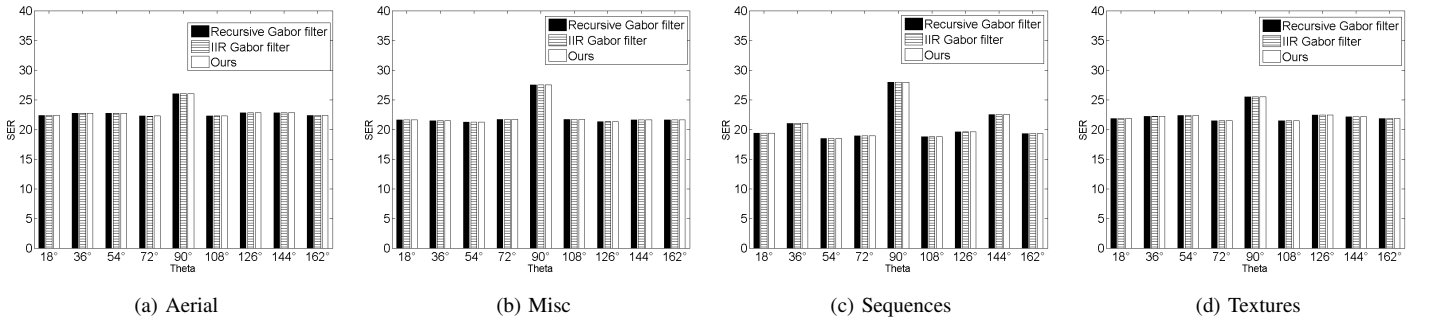 40
35
30
25
20
15
10
5
0
SER
Recursive Gabor filter
IIR Gabor filter
Ours
18° 36° 54° 72° 90° 108° 126° 144° 162°
Theta
(a) Aerial
40
35
30
25
20
15
10
5
0
SER
Recursive Gabor filter
IIR Gabor filter
Ours
18° 36° 54° 72° 90° 108° 126° 144° 162°
Theta
(b) Misc
40
35
30
25
20
15
10
5
0
SER
Recursive Gabor filter
IIR Gabor filter
Ours
18° 36° 54° 72° 90° 108° 126° 144° 162°
Theta
(c) Sequences
40
35
30
25
20
15
10
5
0
SER
Recursive Gabor filter
IIR Gabor filter
Ours
18° 36° 54° 72° 90° 108° 126° 144° 162°
Theta
(d) Textures